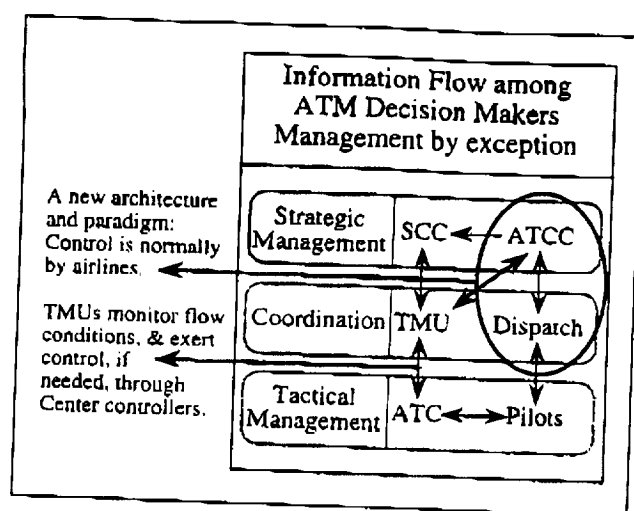 Information Flow among
ATM Decision Makers
Management by exception
A new architecture
and paradigm:
Control is normally
by airlines.
TMUs monitor flow
conditions, & exert
control, if
needed, through
Center controllers.
Strategic
Management
SCC
ATCC
Coordination
TMU
Dispatch
Tactical
Management
ATC
Pilots